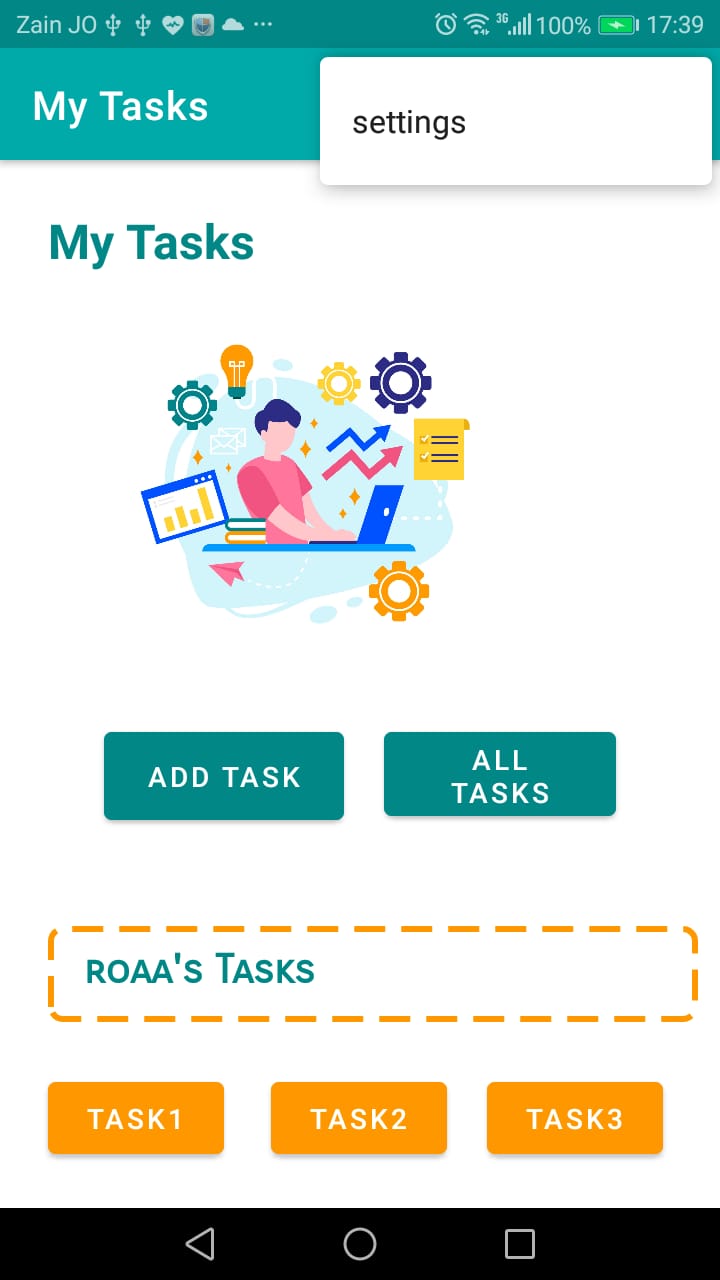 Zain JO ... 3G 100% 17:39
My Tasks
settings
My Tasks
ADD TASK
ALL
TASKS
ROAA'S TASKS
TASK1
TASK2
TASK3